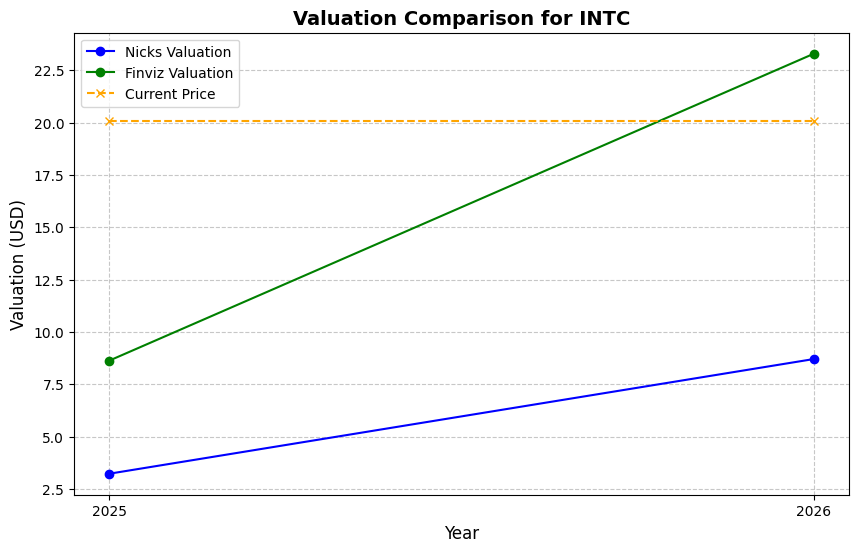 Valuation Comparison for INTC
Nicks Valuation
Finviz Valuation
Current Price
Valuation (USD)
22.5
20.0
17.5
15.0
12.5
10.0
7.5
5.0
2.5
2025
2026
Year